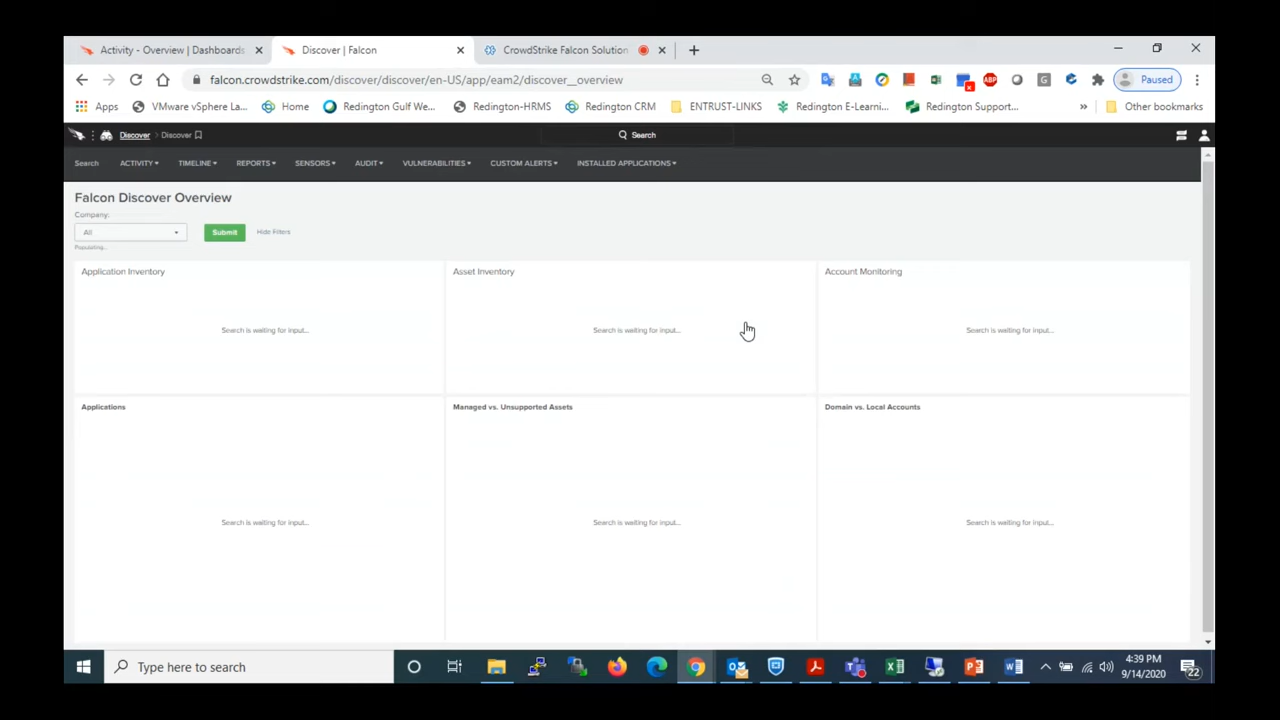 Activity - Overview | Dashboards
Discover | Falcon
CrowdStrike Falcon Solution
falcon.crowdstrike.com/discover/discover/en-US/app/eam2/discover__overview
ABP
G
Paused
Apps
VMware vSphere La...
Home
Redington Gulf We...
Redington-HRMS
Redington CRM
ENTRUST-LINKS
Redington E-Learni...
Redington Support...
»
Other bookmarks
Discover > Discover
Search
Search
ACTIVITY
TIMELINE
REPORTS
SENSORS
AUDIT
VULNERABILITIES
CUSTOM ALERTS
INSTALLED APPLICATIONS
Falcon Discover Overview
Company:
All
Submit
Hide Filters
Populating...
Application Inventory
Asset Inventory
Account Monitoring
Search is waiting for input...
Search is waiting for input...
Search is waiting for input...
Applications
Managed vs. Unsupported Assets
Domain vs. Local Accounts
Search is waiting for input...
Search is waiting for input...
Search is waiting for input...
Type here to search
4:39 PM
9/14/2020
22